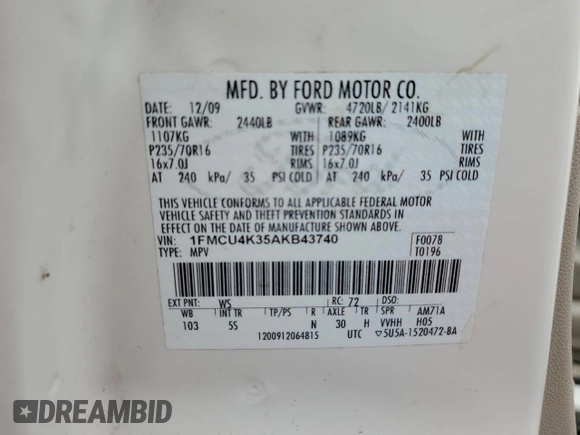 MFD. BY FORD MOTOR CO.
DATE: 12/09 GVWR: 4720LB/ 2141KG
FRONT GAWR: 2440LB REAR GAWR: 2400LB
1107KG WITH 1089KG WITH
P235/70R16 TIRES P235/70R16 TIRES
16x7.0J RIMS 16x7.0J RIMS
AT 240 kPa/ 35 PSI COLD AT 240 kPa/ 35 PSI COLD
THIS VEHICLE CONFORMS TO ALL APPLICABLE FEDERAL MOTOR
VEHICLE SAFETY AND THEFT PREVENTION STANDARDS IN
EFFECT ON THE DATE OF MANUFACTURE SHOWN ABOVE.
VIN: 1FMCU4K35AKB43740 F0078
TYPE: MPV T0196
EXT PNT: WS RC: 72 DSO:
WB INT TR TP/PS R AXLE TR SPR AM71A
103 5S N 30 H VVHH H05
1200912064815 UTC ▽5U5A-1520472-BA
DREAMBID